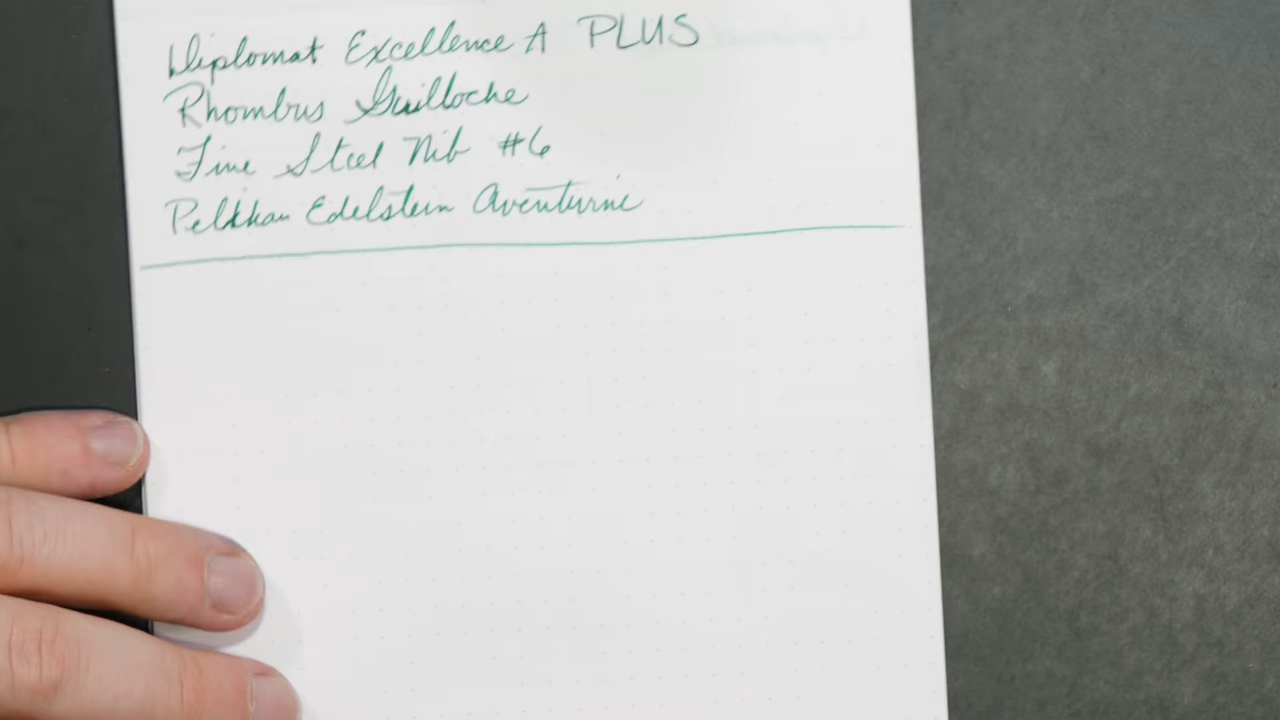 Diplomat Excellence A PLUS
Rhombus Guilloche
Fine Steel Nib #6
Pelikan Edelstein Aventurine